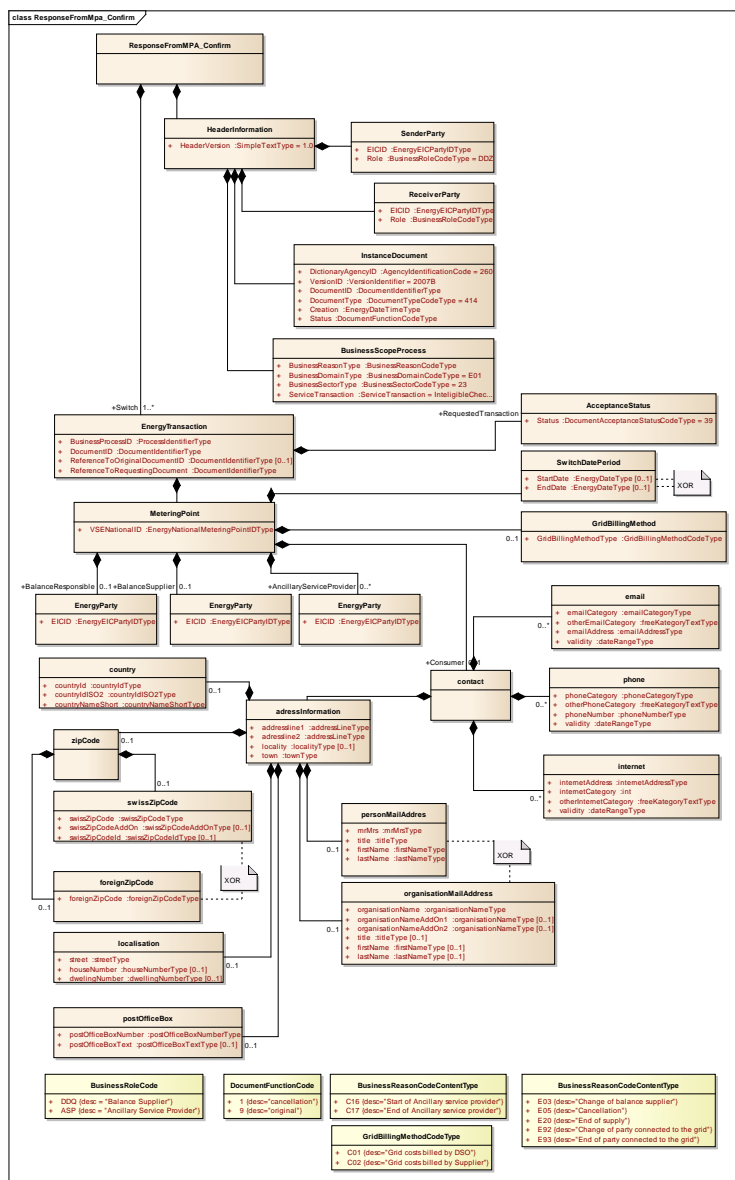 class ResponseFromMpa_Confirm
ResponseFromMPA_Confirm
HeaderInformation
+ HeaderVersion :SimpleTextType = 1.0
SenderParty
+ EICID :EnergyEICPartyIDType
+ Role :BusinessRoleCodeType = DDZ
ReceiverParty
+ EICID :EnergyEICPartyIDType
+ Role :BusinessRoleCodeType
InstanceDocument
+ DictionaryAgencyID :AgencyIdentificationCode = 260
+ VersionID :VersionIdentifier = 2007B
+ DocumentID :DocumentIdentifierType
+ DocumentType :DocumentTypeCodeType = 414
+ Creation :EnergyDateTimeType
+ Status :DocumentFunctionCodeType
BusinessScopeProcess
+ BusinessReasonType :BusinessReasonCodeType
+ BusinessDomainType :BusinessDomainCodeType = E01
+ BusinessSectorType :BusinessSectorCodeType = 23
+ ServiceTransaction :ServiceTransaction = InteligibleChec...
+Switch 1..*
+RequestedTransaction
AcceptanceStatus
+ Status :DocumentAcceptanceStatusCodeType = 39
EnergyTransaction
+ BusinessProcessID :ProcessIdentifierType
+ DocumentID :DocumentIdentifierType
+ ReferenceToOriginalDocumentID :DocumentIdentifierType [0..1]
+ ReferenceToRequestingDocument :DocumentIdentifierType
SwitchDatePeriod
+ StartDate :EnergyDateType [0..1]
+ EndDate :EnergyDateType [0..1]
XOR
MeteringPoint
+ VSENationalID :EnergyNationalMeteringPointIDType
GridBillingMethod
+ GridBillingMethodType :GridBillingMethodCodeType
0..1
+BalanceResponsible 0..1
+BalanceSupplier 0..1
+AncillaryServiceProvider 0..*
EnergyParty
+ EICID :EnergyEICPartyIDType
EnergyParty
+ EICID :EnergyEICPartyIDType
EnergyParty
+ EICID :EnergyEICPartyIDType
email
+ emailCategory :emailCategoryType
+ otherEmailCategory :freeKategoryTextType
+ emailAddress :emailAddressType
+ validity :dateRangeType
0..*
+Consumer 0..1
contact
country
+ countryId :countryIdType
+ countryIdISO2 :countryIdISO2Type
+ countryNameShort :countryNameShortType
0..1
phone
+ phoneCategory :phoneCategoryType
+ otherPhoneCategory :freeKategoryTextType
+ phoneNumber :phoneNumberType
+ validity :dateRangeType
0..*
adressInformation
+ addressline1 :addressLineType
+ adressline2 :addressLineType
+ locality :localityType [0..1]
+ town :townType
zipCode
0..1
0..1
internet
+ internetAddress :internetAddressType
+ internetCategory :int
+ otherInternetCategory :freeKategoryTextType
+ validity :dateRangeType
0..*
swissZipCode
+ swissZipCode :swissZipCodeType
+ swissZipCodeAddOn :swissZipCodeAddOnType [0..1]
+ swissZipCodeId :swissZipCodeIdType [0..1]
personMailAddres
+ mrMrs :mrMrsType
+ title :titleType
+ firstName :firstNameType
+ lastName :lastNameType
0..1
XOR
XOR
foreignZipCode
+ foreignZipCode :foreignZipCodeType
0..1
organisationMailAddress
+ organisationName :organisationNameType
+ organisationNameAddOn1 :organisationNameType [0..1]
+ organisationNameAddOn2 :organisationNameType [0..1]
+ title :titleType [0..1]
+ firstName :firstNameType [0..1]
+ lastName :lastNameType [0..1]
0..1
localisation
+ street :streetType
+ houseNumber :houseNumberType [0..1]
+ dwelingNumber :dwellingNumberType [0..1]
0..1
postOfficeBox
+ postOfficeBoxNumber :postOfficeBoxNumberType
+ postOfficeBoxText :postOfficeBoxTextType [0..1]
0..1
BusinessRoleCode
+ DDQ (desc = "Balance Supplier")
+ ASP (desc = "Ancillary Service Provider")
DocumentFunctionCode
+ 1 (desc="cancellation")
+ 9 (desc="original")
BusinessReasonCodeContentType
+ C16 (desc="Start of Ancillary service provider")
+ C17 (desc="End of Ancillary service provider")
BusinessReasonCodeContentType
+ E03 (desc="Change of balance supplier")
+ E05 (desc="Cancellation")
+ E20 (desc="End of supply")
+ E92 (desc="Change of party connected to the grid")
+ E93 (desc="End of party connected to the grid")
GridBillingMethodCodeType
+ C01 (desc="Grid costs billed by DSO")
+ C02 (desc="Grid costs billed by Supplier")